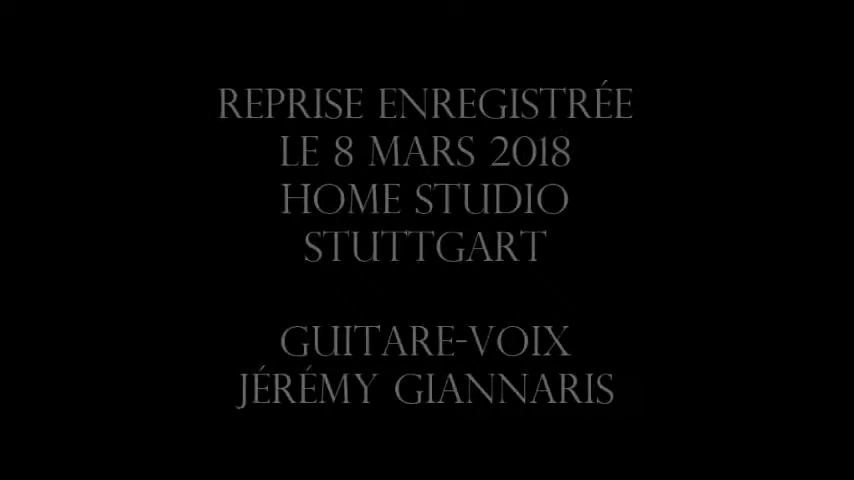 REPRISE ENREGISTRÉE
LE 8 MARS 2018
HOME STUDIO
STUTTGART
GUITARE-VOIX
JÉRÉMY GIANNARIS